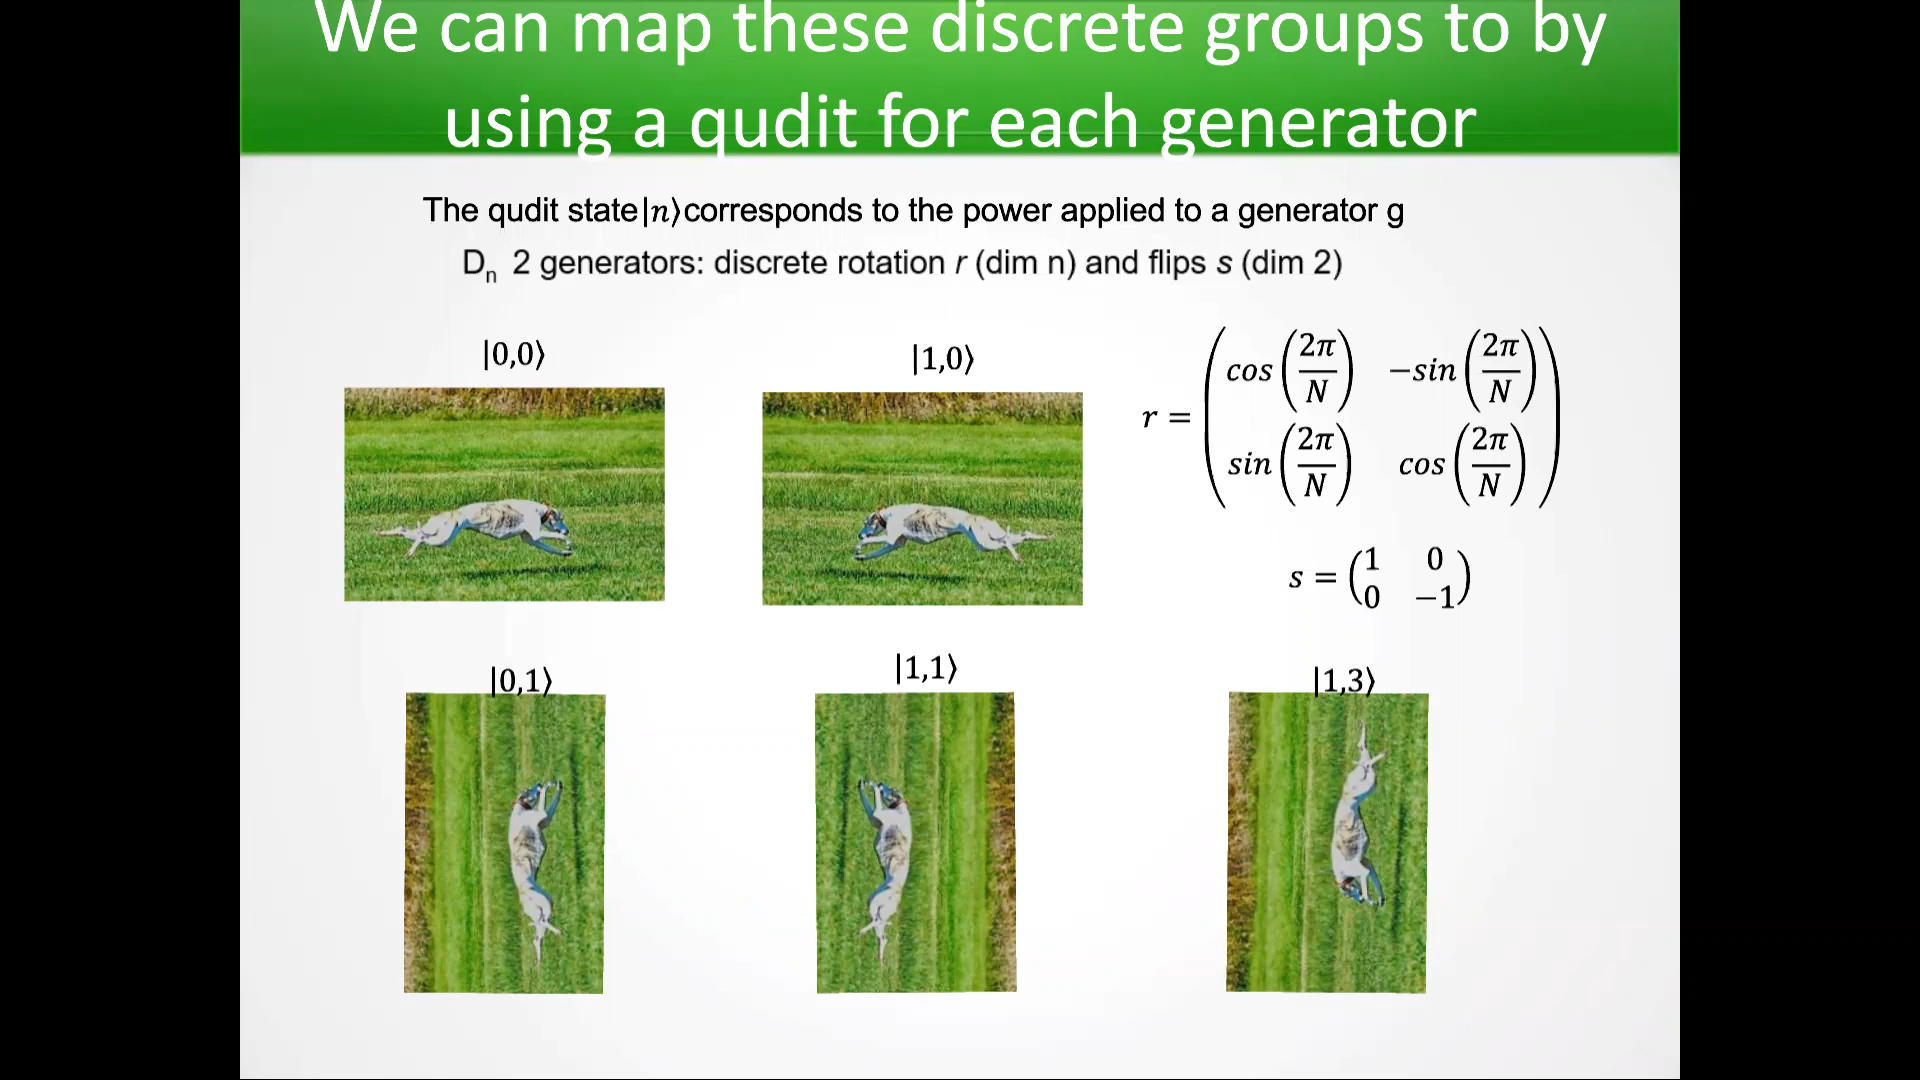 We can map these discrete groups to by
using a qudit for each generator
The qudit state |𝑛⟩ corresponds to the power applied to a generator g
Dₙ 2 generators: discrete rotation r (dim n) and flips s (dim 2)
|0,0⟩
|1,0⟩
𝑟 = ( 𝑐𝑜𝑠(2𝜋/𝑁) −𝑠𝑖𝑛(2𝜋/𝑁)
𝑠𝑖𝑛(2𝜋/𝑁) 𝑐𝑜𝑠(2𝜋/𝑁) )
𝑠 = ( 1 0
0 −1 )
|0,1⟩
|1,1⟩
|1,3⟩